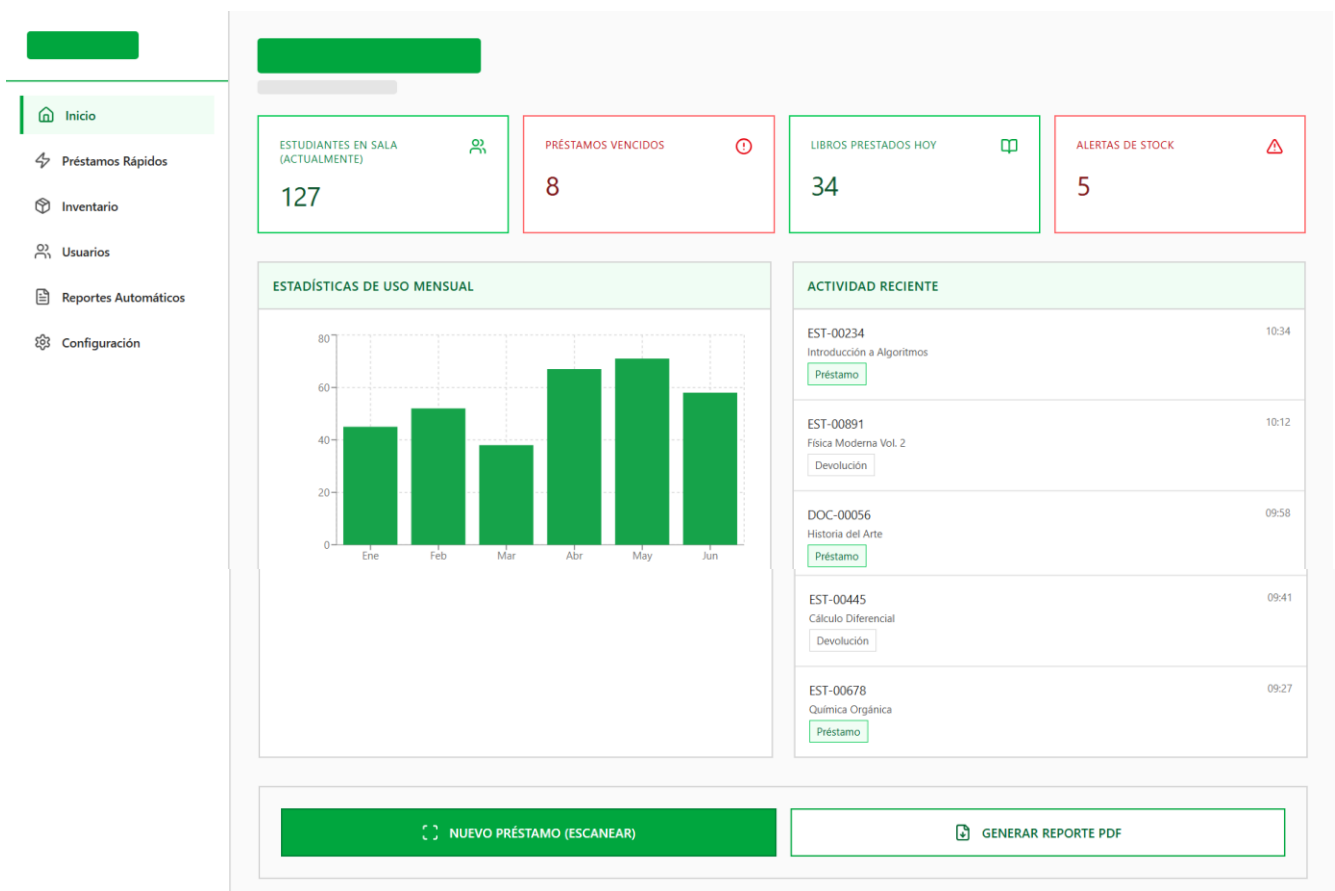 Inicio
Préstamos Rápidos
Inventario
Usuarios
Reportes Automáticos
Configuración
ESTUDIANTES EN SALA
(ACTUALMENTE)
127
PRÉSTAMOS VENCIDOS
8
LIBROS PRESTADOS HOY
34
ALERTAS DE STOCK
5
ESTADÍSTICAS DE USO MENSUAL
80
60
40
20
0
Ene Feb Mar Abr May Jun
ACTIVIDAD RECIENTE
EST-00234 10:34
Introducción a Algoritmos
Préstamo
EST-00891 10:12
Física Moderna Vol. 2
Devolución
DOC-00056 09:58
Historia del Arte
Préstamo
EST-00445 09:41
Cálculo Diferencial
Devolución
EST-00678 09:27
Química Orgánica
Préstamo
NUEVO PRÉSTAMO (ESCANEAR)
GENERAR REPORTE PDF